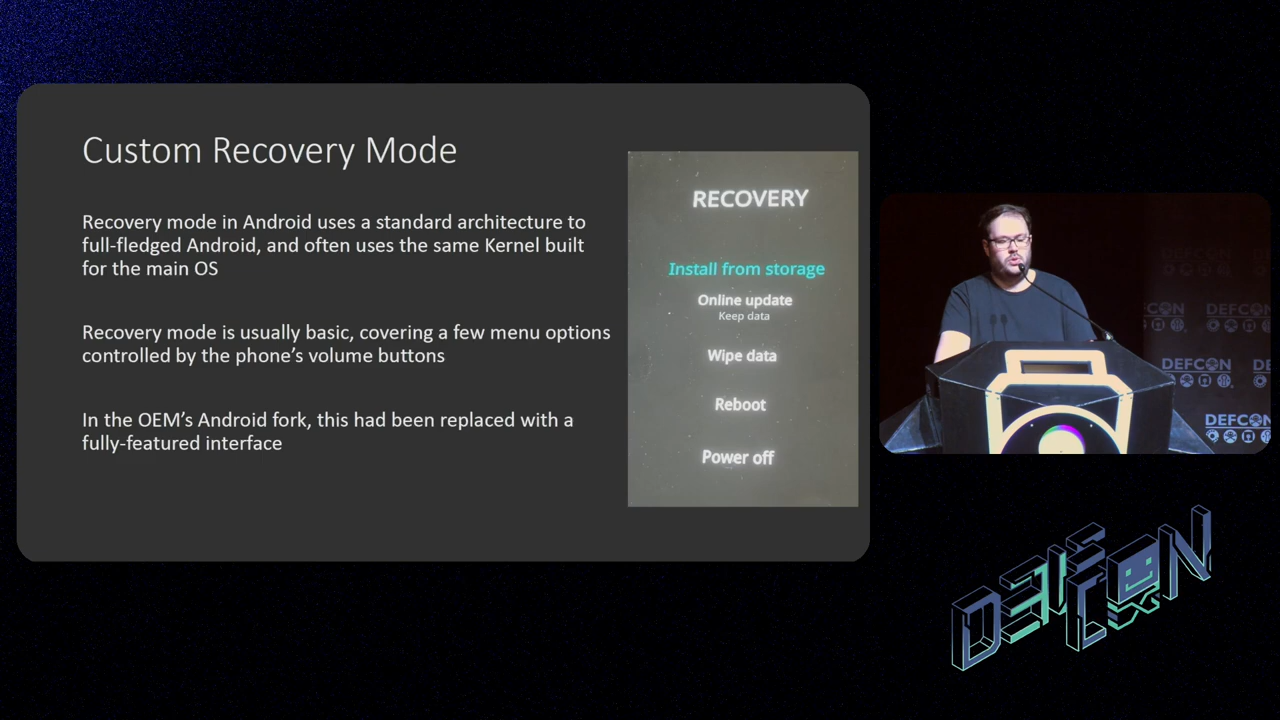 Custom Recovery Mode
Recovery mode in Android uses a standard architecture to
full-fledged Android, and often uses the same Kernel built
for the main OS
Recovery mode is usually basic, covering a few menu options
controlled by the phone’s volume buttons
In the OEM’s Android fork, this had been replaced with a
fully-featured interface
RECOVERY
Install from storage
Online update
Keep data
Wipe data
Reboot
Power off
DEFCON
DEFCON
DEFCON
DEFCON